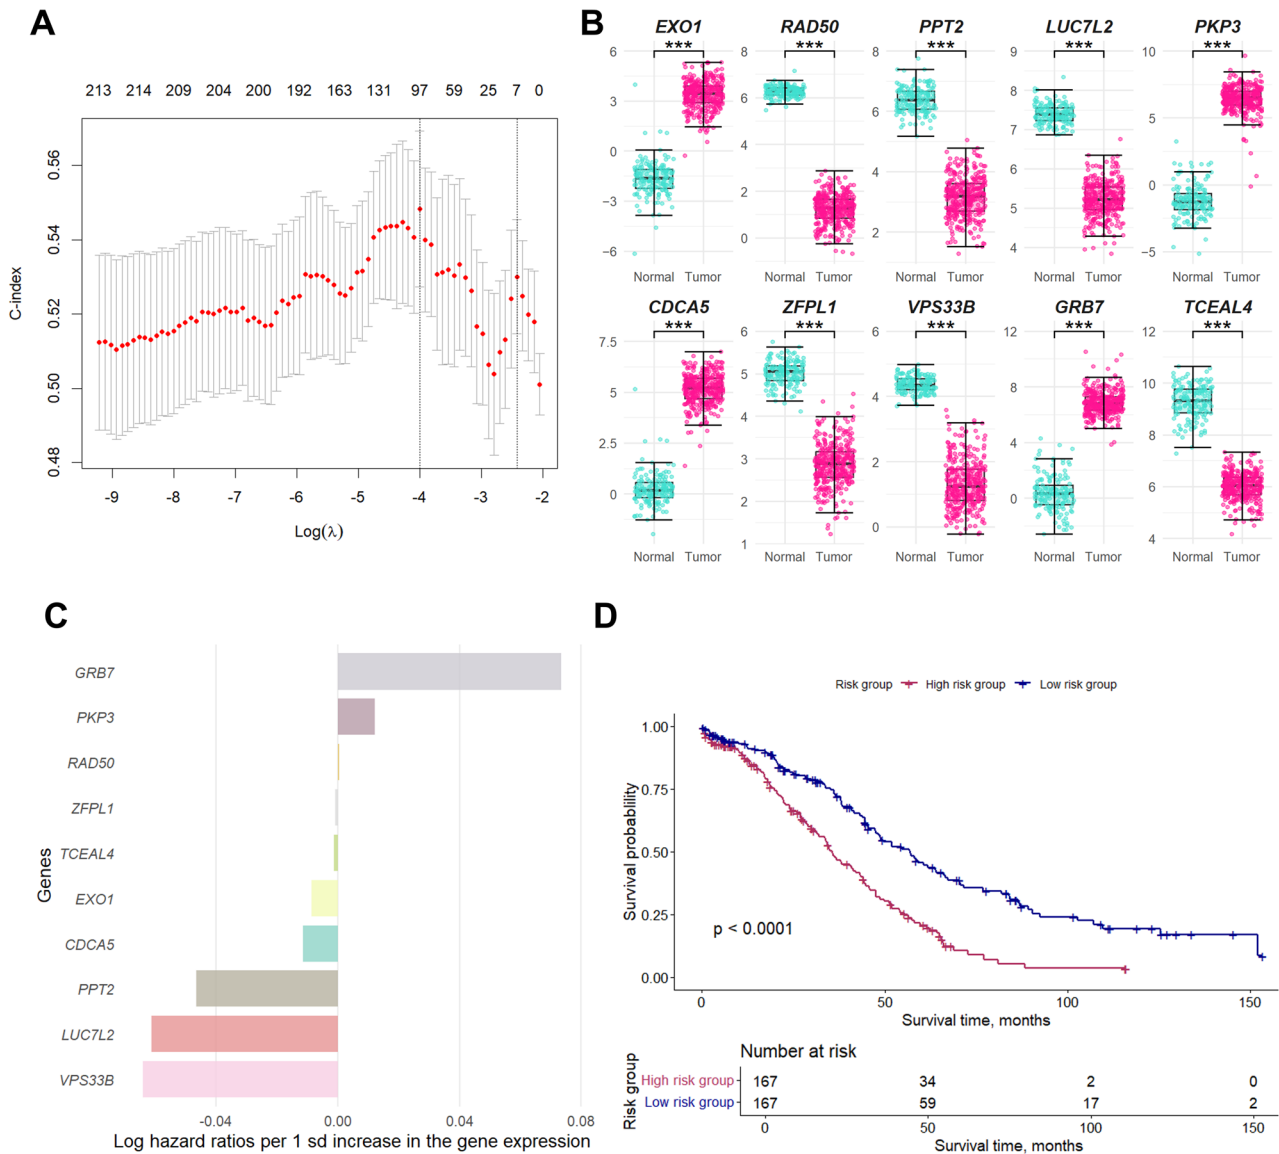 A
213 214 209 204 200 192 163 131 97 59 25 7 0
0.56
0.54
0.52
0.50
0.48
C-index
-9 -8 -7 -6 -5 -4 -3 -2
Log(λ)
B
EXO1 RAD50 PPT2 LUC7L2 PKP3
*** *** *** *** ***
6 3 0 −3 −6
8 6 4 2 0
8 6 4 2
9 8 7 6 5 4
10 5 0 −5
Normal Tumor Normal Tumor Normal Tumor Normal Tumor Normal Tumor
CDCA5 ZFPL1 VPS33B GRB7 TCEAL4
*** *** *** *** ***
7.5 5 2.5 0
6 5 4 3 2 1
6 4 2 0
12 8 4 0
12 10 8 6 4
Normal Tumor Normal Tumor Normal Tumor Normal Tumor Normal Tumor
C
Genes
GRB7
PKP3
RAD50
ZFPL1
TCEAL4
EXO1
CDCA5
PPT2
LUC7L2
VPS33B
-0.04 0.00 0.04 0.08
Log hazard ratios per 1 sd increase in the gene expression
D
Risk group High risk group Low risk group
Survival probablility
1.00
0.75
0.50
0.25
0.00
p < 0.0001
0 50 100 150
Survival time, months
Number at risk
Risk group
High risk group 167 34 2 0
Low risk group 167 59 17 2
0 50 100 150
Survival time, months